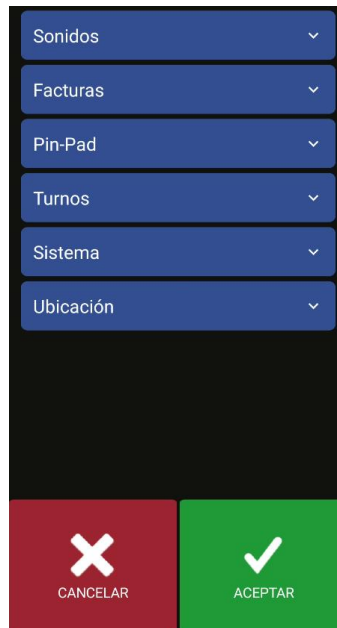 Sonidos
Facturas
Pin-Pad
Turnos
Sistema
Ubicación
CANCELAR
ACEPTAR